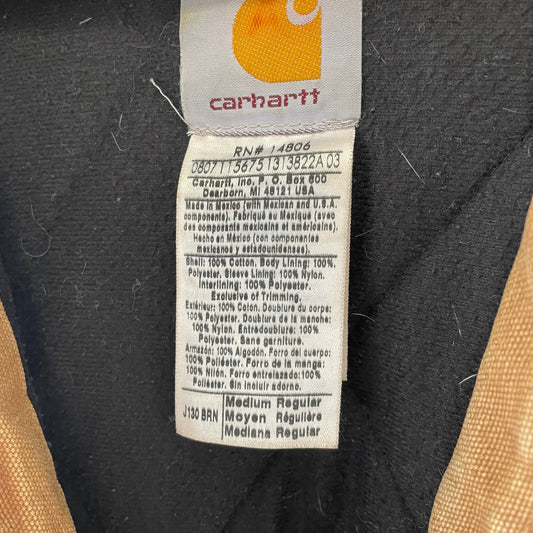 carhartt
RN# 14806
08071156751313822A 03
Carhartt, Inc, P. O. Box 600
Dearborn, MI 48121 USA
Made in Mexico (with Mexican and U.S.A.
components). Fabriqué au Mexique (avec
des composants mexicains et américains).
Hecho en México (con componentes
mexicanos y estadounidenses).
Shell: 100% Cotton. Body Lining: 100%
Polyester. Sleeve Lining: 100% Nylon.
Interlining: 100% Polyester.
Exclusive of Trimming.
Extérieur: 100% Coton. Doublure du corps:
100% Polyester. Doublure de la manche:
100% Nylon. Entredoublure: 100%
Polyester. Sans garniture.
Armazón: 100% Algodón. Forro del cuerpo:
100% Poliéster. Forro de la manga:
100% Nilón. Forro entrelazado: 100%
Poliéster. Sin incluir adorno.
J130 BRN
Medium Regular
Moyen Régulière
Mediana Regular